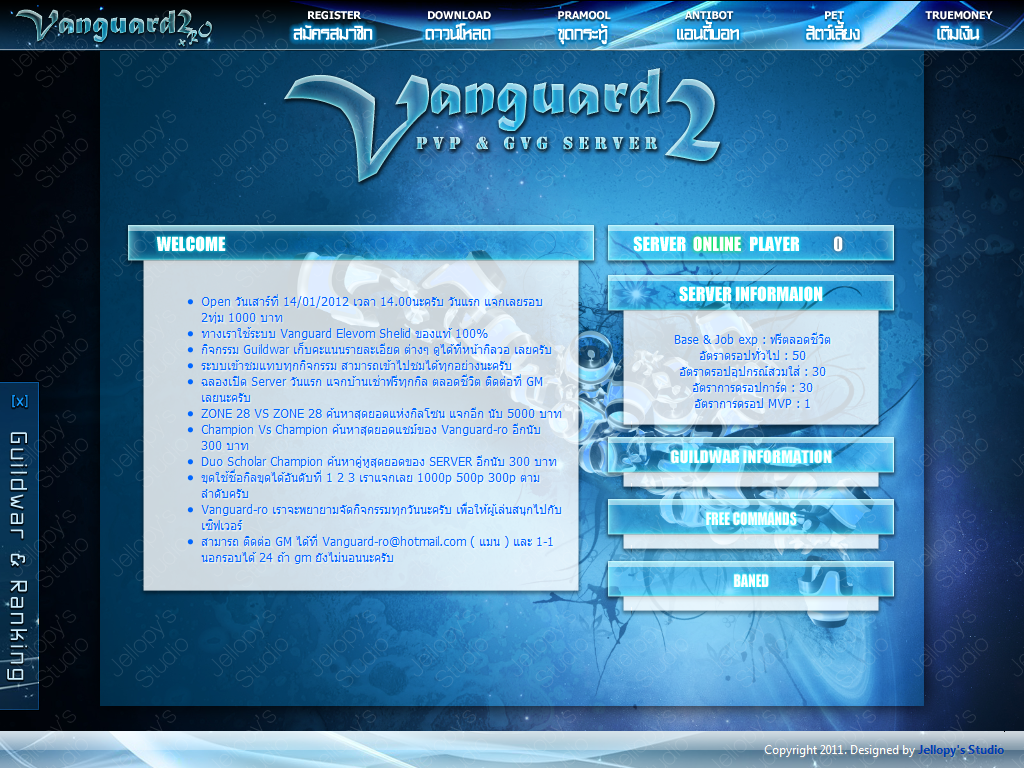 Vanguard2
REGISTER
สมัครสมาชิก
DOWNLOAD
ดาวน์โหลด
PRAMOOL
ขุดกระทู้
ANTIBOT
แอนตี้บอท
PET
สัตว์เลี้ยง
TRUEMONEY
เติมเงิน
Vanguard2
PVP & GVG SERVER
WELCOME
Open วันเสาร์ที่ 14/01/2012 เวลา 14.00นะครับ วันแรก แจกเลยรอบ
2ทุ่ม 1000 บาท
ทางเราใช้ระบบ Vanguard Elevom Shelid ของแท้ 100%
กิจกรรม Guildwar เก็บคะแนนรายละเอียด ต่างๆ ดูได้ที่หน้ากิลวอ เลยครับ
ระบบเข้าชมแทบทุกกิจกรรม สามารถเข้าไปชมได้ทุกอย่างนะครับ
ฉลองเปิด Server วันแรก แจกบ้านเช่าฟรีทุกกิล ตลอดชีวิต ติดต่อที่ GM
เลยนะครับ
ZONE 28 VS ZONE 28 ค้นหาสุดยอดแห่งกิลโซน แจกอีก นับ 5000 บาท
Champion Vs Champion ค้นหาสุดยอดแชม์ของ Vanguard-ro อีกนับ
300 บาท
Duo Scholar Champion ค้นหาคู่หูสุดยอดของ SERVER อีกนับ 300 บาท
ขุดใช้ชื่อกิลขุดได้อันดับที่ 1 2 3 เราแจกเลย 1000p 500p 300p ตาม
ลำดับครับ
Vanguard-ro เราจะพยายามจัดกิจกรรมทุกวันนะครับ เพื่อให้ผู้เล่นสนุกไปกับ
เซิฟเวอร์
สามารถ ติดต่อ GM ได้ที่ Vanguard-ro@hotmail.com ( แมน ) และ 1-1
นอกรอบได้ 24 ถ้า gm ยังไม่นอนนะครับ
SERVER ONLINE PLAYER 0
SERVER INFORMAION
Base & Job exp : ฟรีตลอดชีวิต
อัตราดรอปทั่วไป : 50
อัตราดรอปอุปกรณ์สวมใส่ : 30
อัตราการดรอปการ์ด : 30
อัตราการดรอป MVP : 1
GUILDWAR INFORMATION
FREE COMMANDS
BANED
[x]
Guildwar & Ranking
Copyright 2011. Designed by Jellopy's Studio
Jellopy's Studio